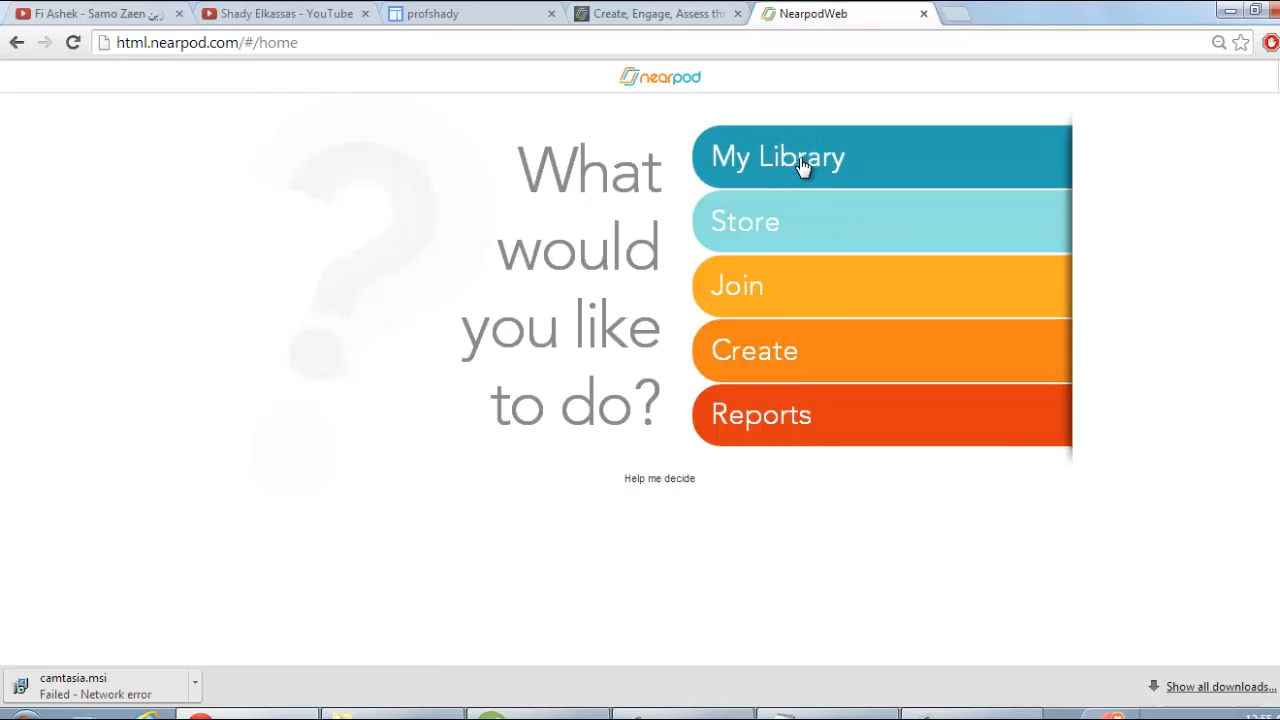 Fi Ashek - Samo Zaen زين
Shady Elkassas - YouTube
profshady
Create, Engage, Assess th
NearpodWeb
html.nearpod.com/#/home
nearpod
What
would
you like
to do?
My Library
Store
Join
Create
Reports
Help me decide
camtasia.msi
Failed - Network error
Show all downloads...